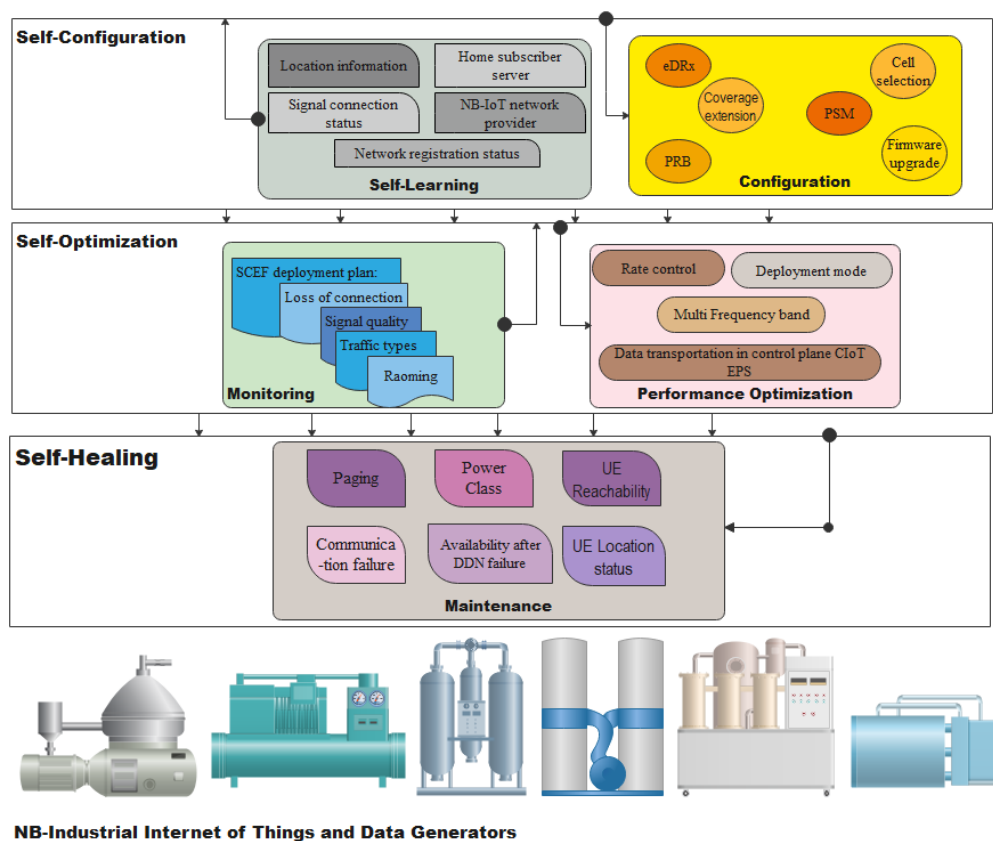 Self-Configuration
Location information
Home subscriber
server
Signal connection
status
NB-IoT network
provider
Network registration status
Self-Learning
eDRx
Coverage
extension
PRB
PSM
Cell
selection
Firmware
upgrade
Configuration
Self-Optimization
SCEF deployment plan:
Loss of connection
Signal quality
Traffic types
Raoming
Monitoring
Rate control
Deployment mode
Multi Frequency band
Data transportation in control plane CIoT
EPS
Performance Optimization
Self-Healing
Paging
Power
Class
UE
Reachability
Communica
-tion failure
Availability after
DDN failure
UE Location
status
Maintenance
NB-Industrial Internet of Things and Data Generators